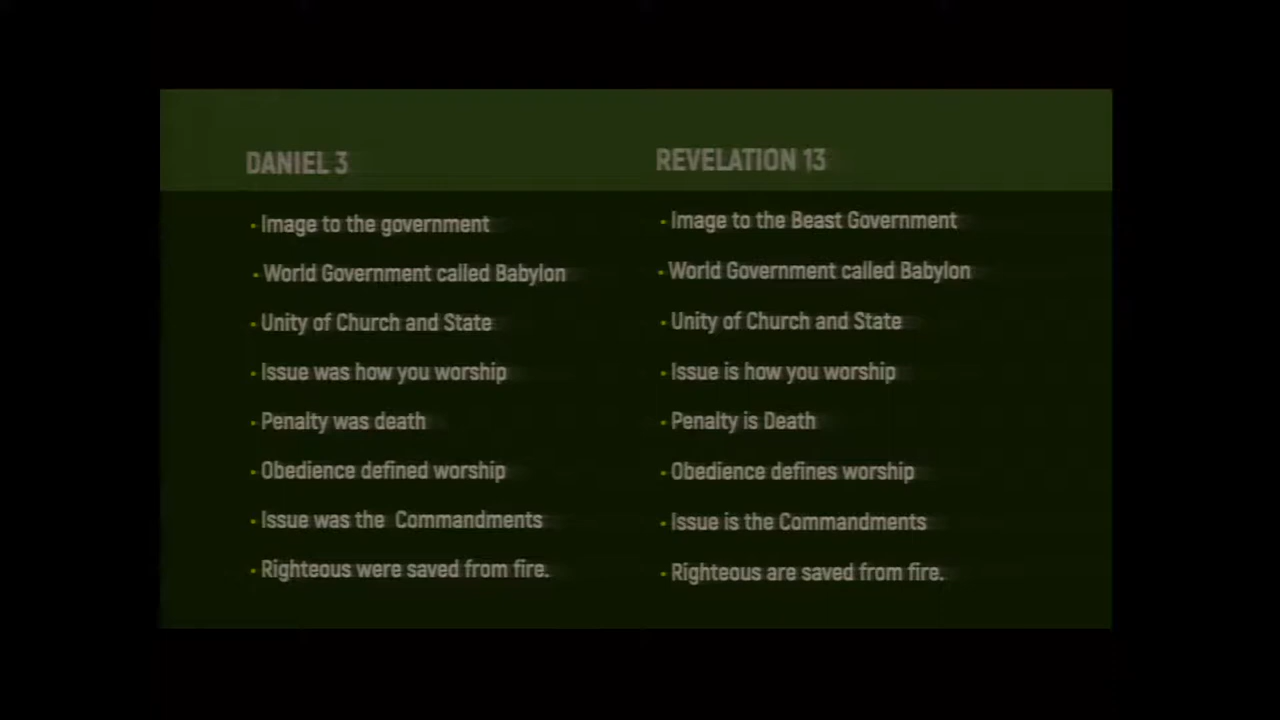 DANIEL 3
• Image to the government
• World Government called Babylon
• Unity of Church and State
• Issue was how you worship
• Penalty was death
• Obedience defined worship
• Issue was the Commandments
• Righteous were saved from fire.
REVELATION 13
• Image to the Beast Government
• World Government called Babylon
• Unity of Church and State
• Issue is how you worship
• Penalty is Death
• Obedience defines worship
• Issue is the Commandments
• Righteous are saved from fire.